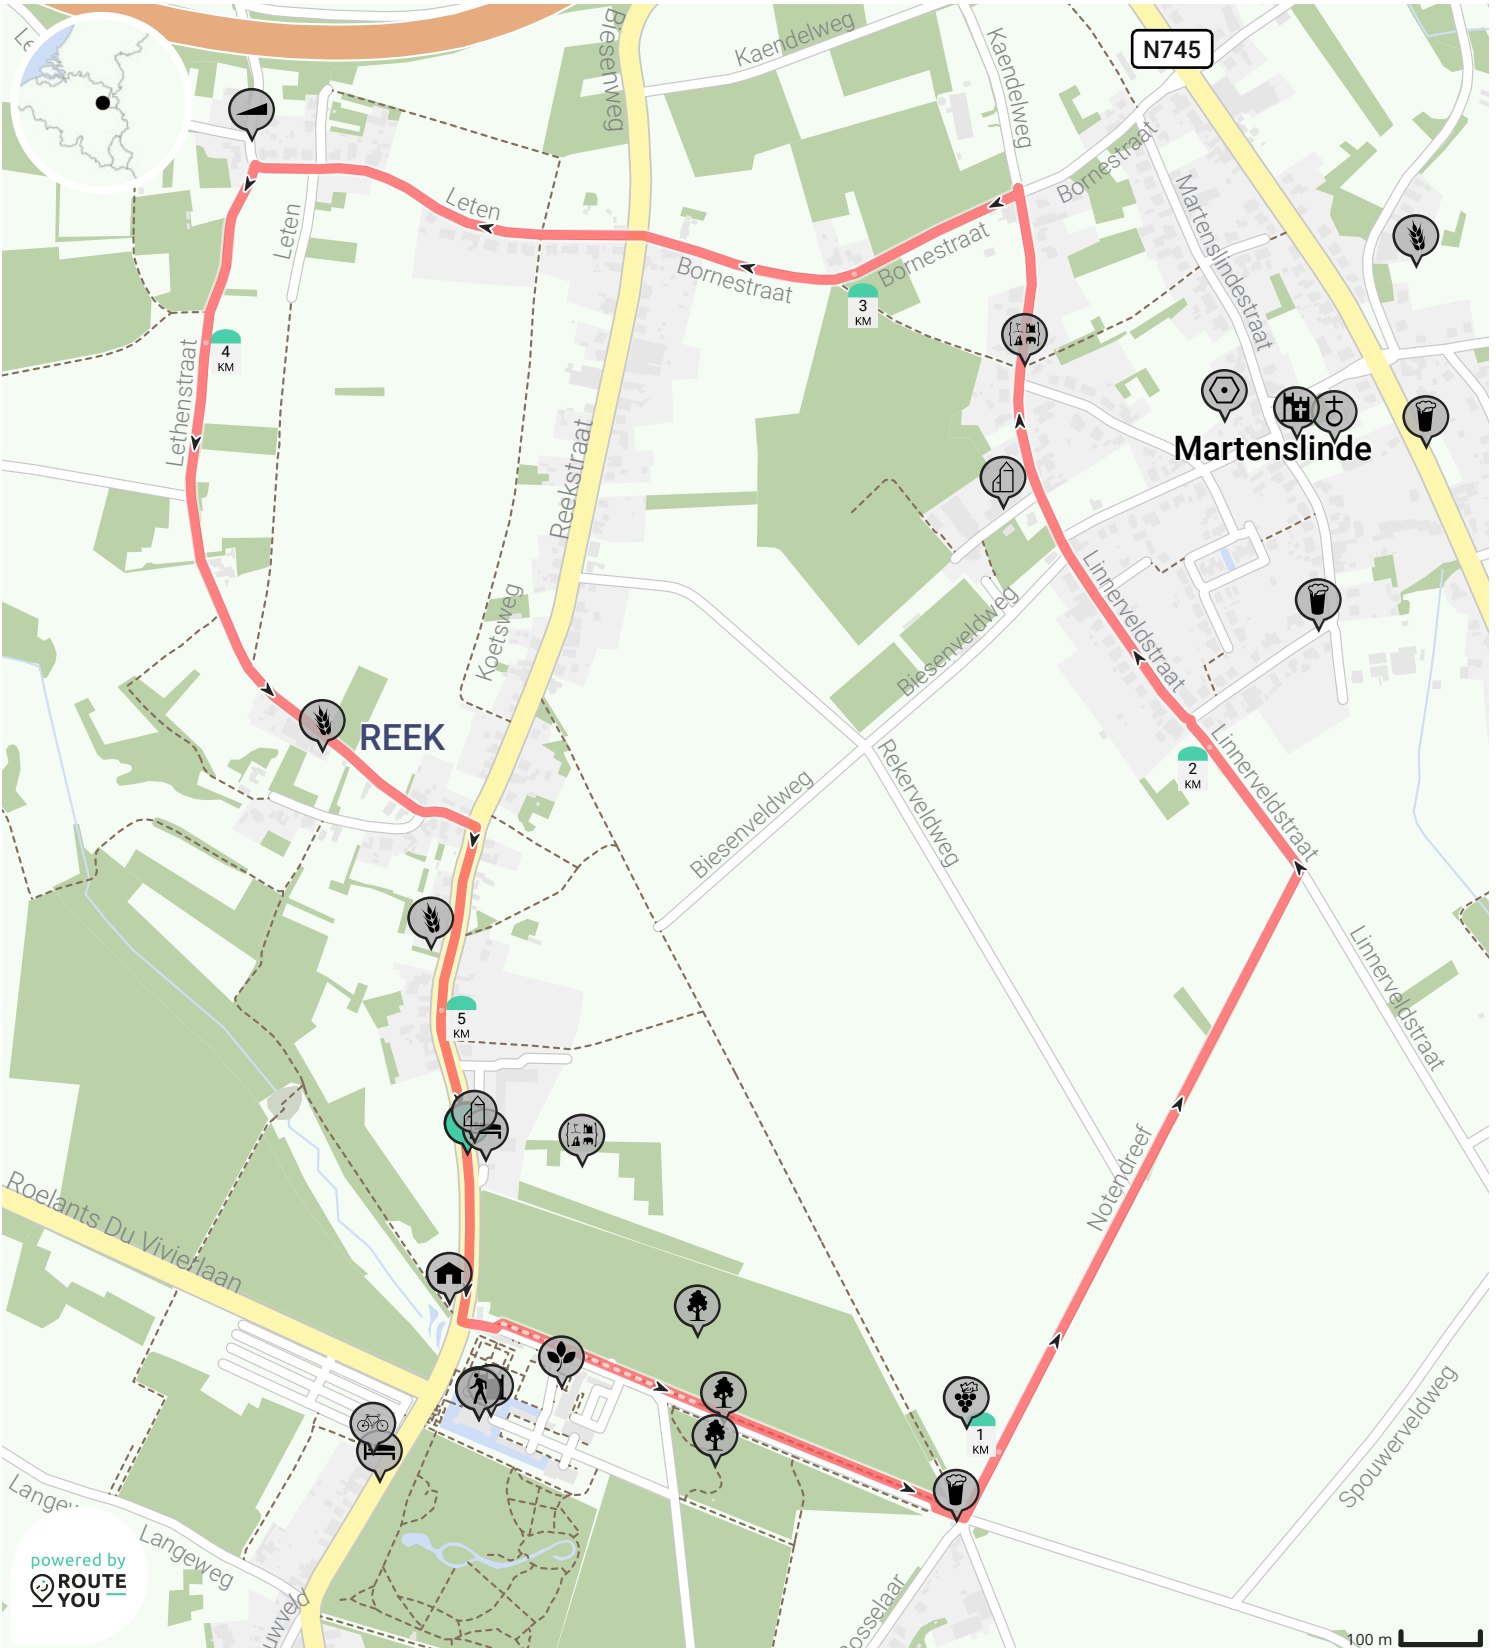 Kaendelweg
Biesenweg
Kaendelweg
N745
Bornestraat
Martenslindestraat
Leten
Leten
Bornestraat
Bornestraat
3
KM
4
KM
Lethenstraat
Reekstraat
Martenslinde
Linnerveldstraat
Koetsweg
Biesenveldweg
REEK
Linnerveldstraat
Rekerveldweg
2
KM
Biesenveldweg
Linnerveldstraat
5
KM
Notendreef
Roelants Du Vivierlaan
Spouwerveldweg
1
KM
Langeweg
powered by
ROUTE
YOU
100 m